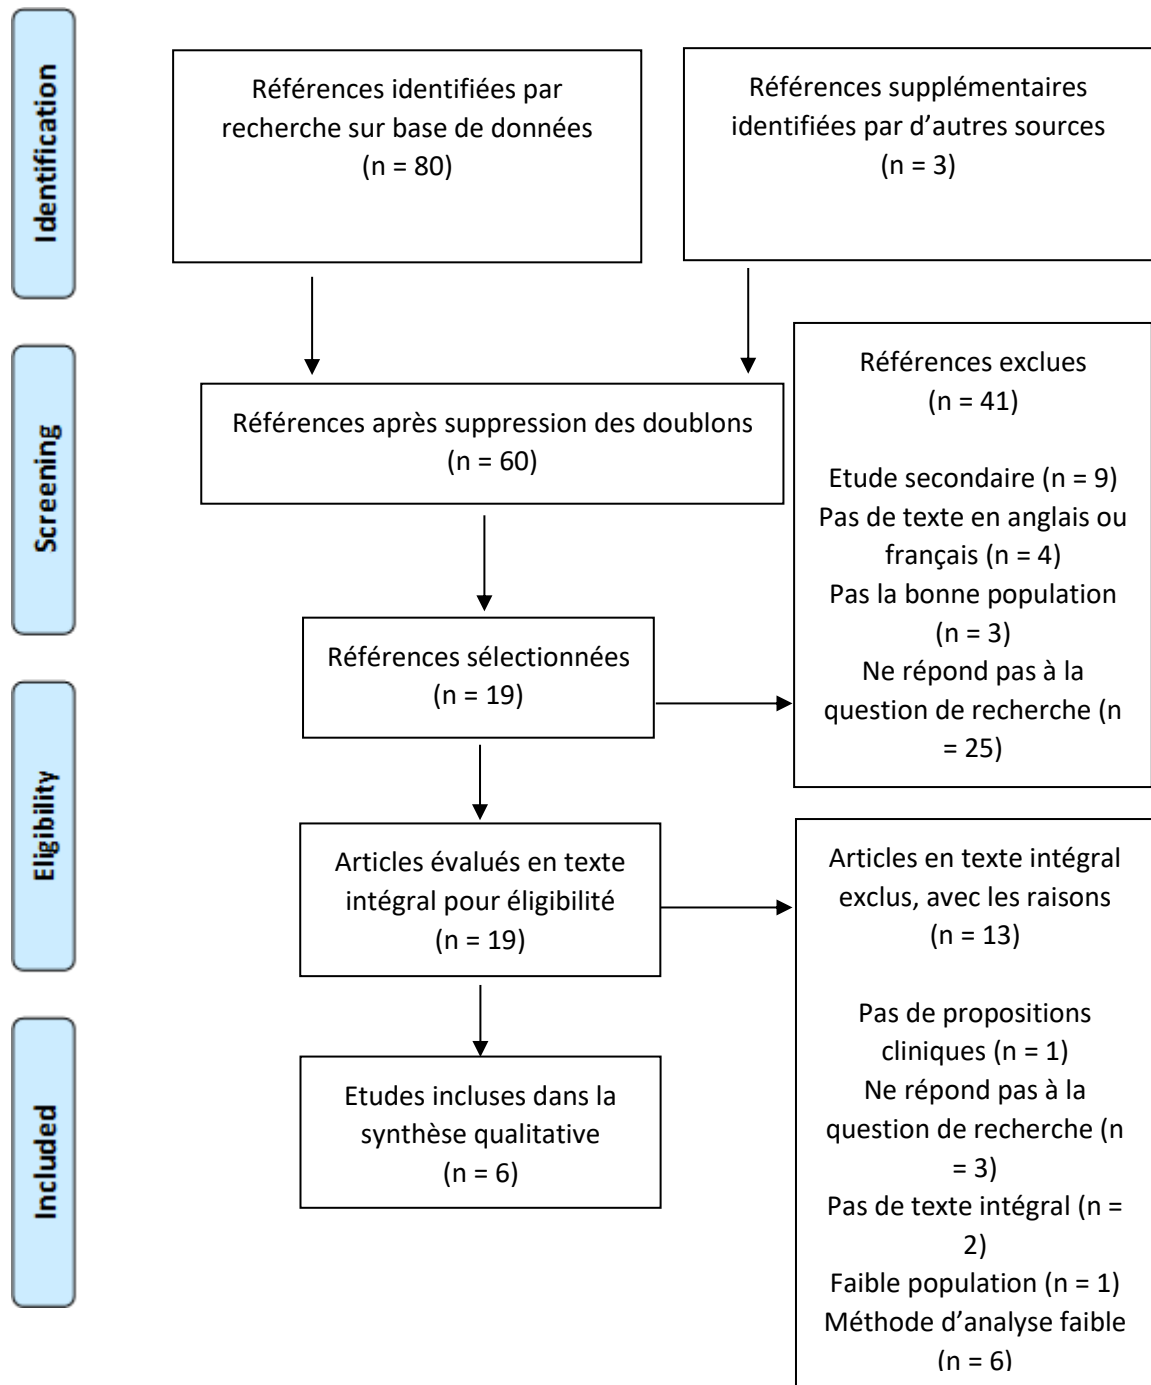 Identification
Références identifiées par
recherche sur base de données
(n = 80)
Références supplémentaires
identifiées par d’autres sources
(n = 3)
Screening
Références après suppression des doublons
(n = 60)
Références exclues
(n = 41)
Etude secondaire (n = 9)
Pas de texte en anglais ou
français (n = 4)
Pas la bonne population
(n = 3)
Ne répond pas à la
question de recherche (n
= 25)
Références sélectionnées
(n = 19)
Eligibility
Articles évalués en texte
intégral pour éligibilité
(n = 19)
Articles en texte intégral
exclus, avec les raisons
(n = 13)
Pas de propositions
cliniques (n = 1)
Ne répond pas à la
question de recherche (n
= 3)
Pas de texte intégral (n =
2)
Faible population (n = 1)
Méthode d’analyse faible
(n = 6)
Included
Etudes incluses dans la
synthèse qualitative
(n = 6)